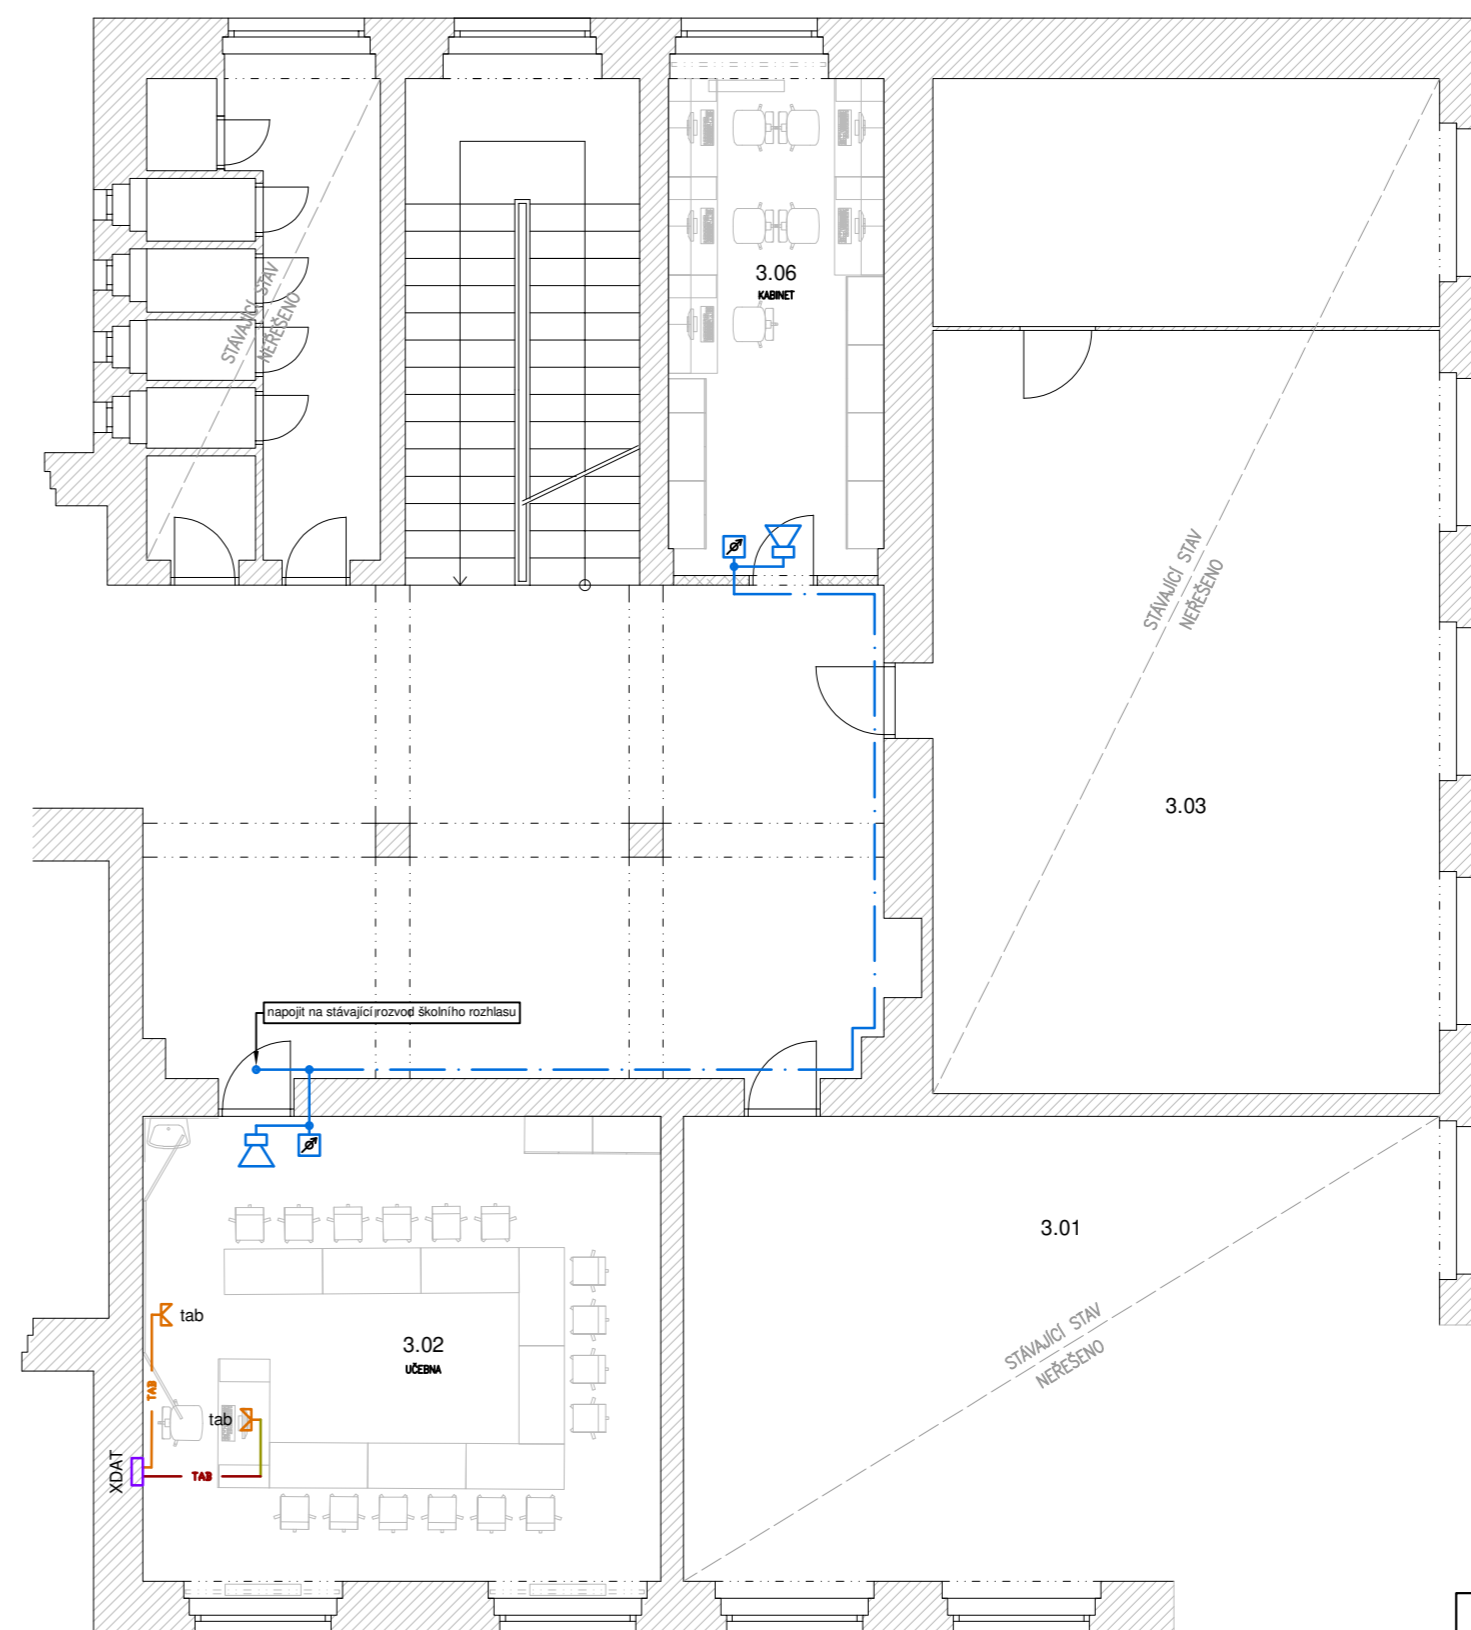 STÁVAJÍCÍ STAV
NEŘEŠENO
3.06
KABINET
STÁVAJÍCÍ STAV
NEŘEŠENO
3.03
napojit na stávající rozvod školního rozhlasu
3.01
STÁVAJÍCÍ STAV
NEŘEŠENO
tab
3.02
UČEBNA
TAB
tab
XDAT
TAB